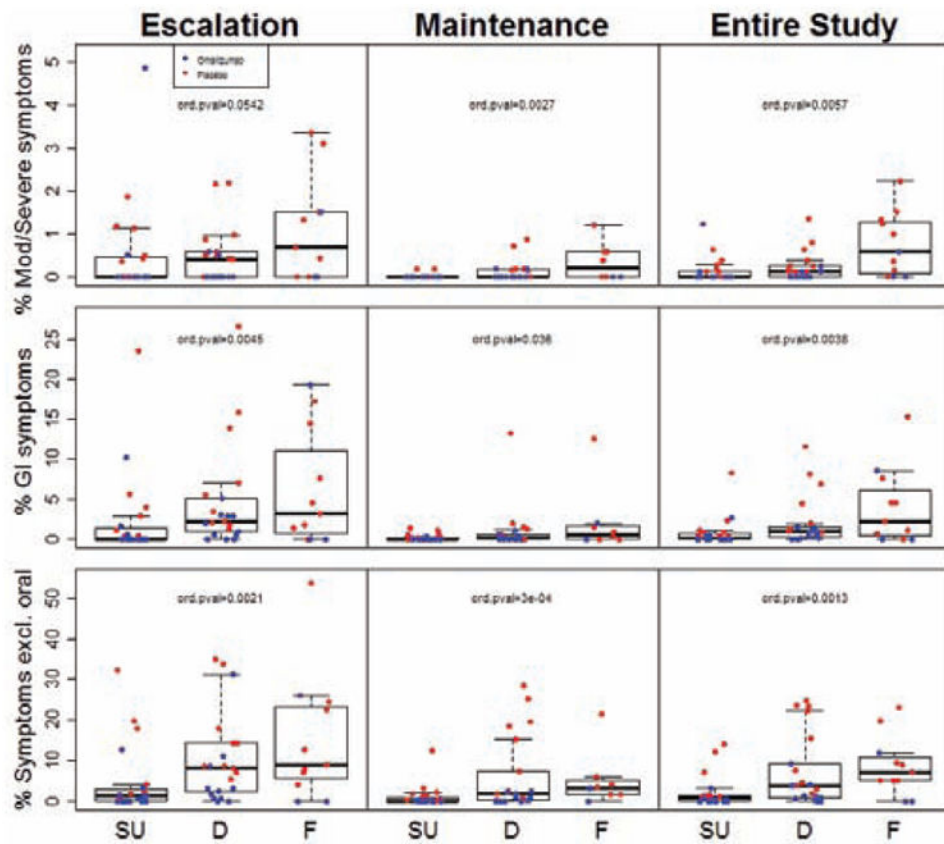 Escalation Maintenance Entire Study
% Mod/Severe symptoms
5
4
3
2
1
0
Omalizumab
Placebo
ord.pval=0.0542
ord.pval=0.0027
ord.pval=0.0057
% GI symptoms
25
20
15
10
5
0
ord.pval=0.0045
ord.pval=0.036
ord.pval=0.0038
% Symptoms excl. oral
50
40
30
20
10
0
ord.pval=0.0021
ord.pval=3e-04
ord.pval=0.0013
SU D F SU D F SU D F